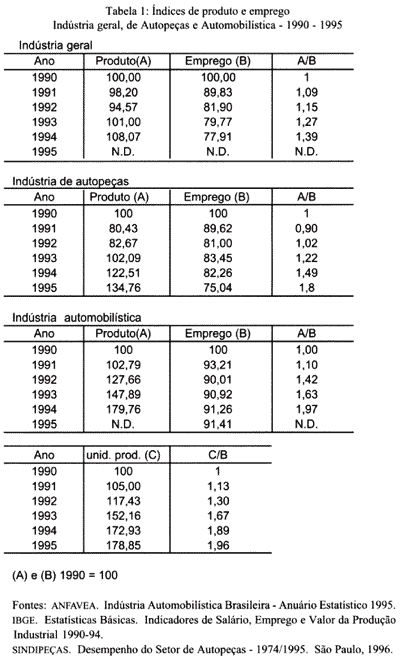 Tabela 1: Índices de produto e emprego
Indústria geral, de Autopeças e Automobilística - 1990 - 1995
Indústria geral
Ano Produto(A) Emprego (B) A/B
1990 100,00 100,00 1
1991 98,20 89,83 1,09
1992 94,57 81,90 1,15
1993 101,00 79,77 1,27
1994 108,07 77,91 1,39
1995 N.D. N.D. N.D.
Indústria de autopeças
Ano Produto (A) Emprego (B) A/B
1990 100 100 1
1991 80,43 89,62 0,90
1992 82,67 81,00 1,02
1993 102,09 83,45 1,22
1994 122,51 82,26 1,49
1995 134,76 75,04 1,8
Indústria automobilística
Ano Produto(A) Emprego (B) A/B
1990 100 100 1,00
1991 102,79 93,21 1,10
1992 127,66 90,01 1,42
1993 147,89 90,92 1,63
1994 179,76 91,26 1,97
1995 N.D. 91,41 N.D.
Ano unid. prod. (C) C/B
1990 100 1
1991 105,00 1,13
1992 117,43 1,30
1993 152,16 1,67
1994 172,93 1,89
1995 178,85 1,96
(A) e (B) 1990 = 100
Fontes: ANFAVEA. Indústria Automobilística Brasileira - Anuário Estatístico 1995.
IBGE. Estatísticas Básicas. Indicadores de Salário, Emprego e Valor da Produção
Industrial 1990-94.
SINDIPEÇAS. Desempenho do Setor de Autopeças - 1974/1995. São Paulo, 1996.